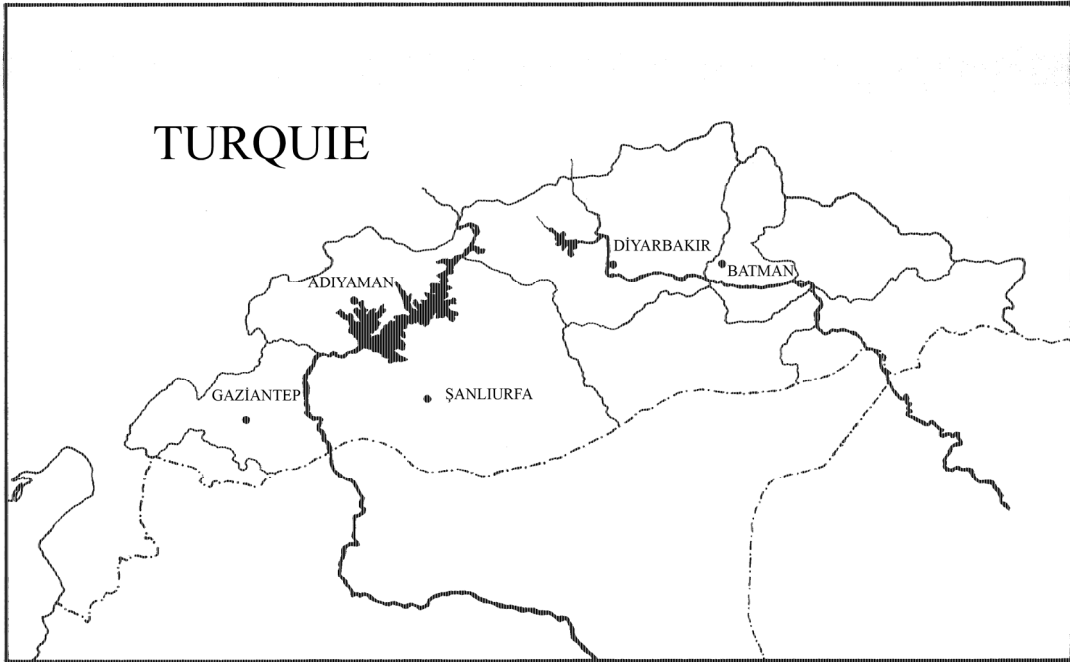 TURQUIE
DİYARBAKIR
BATMAN
ADIYAMAN
GAZİANTEP
ŞANLIURFA